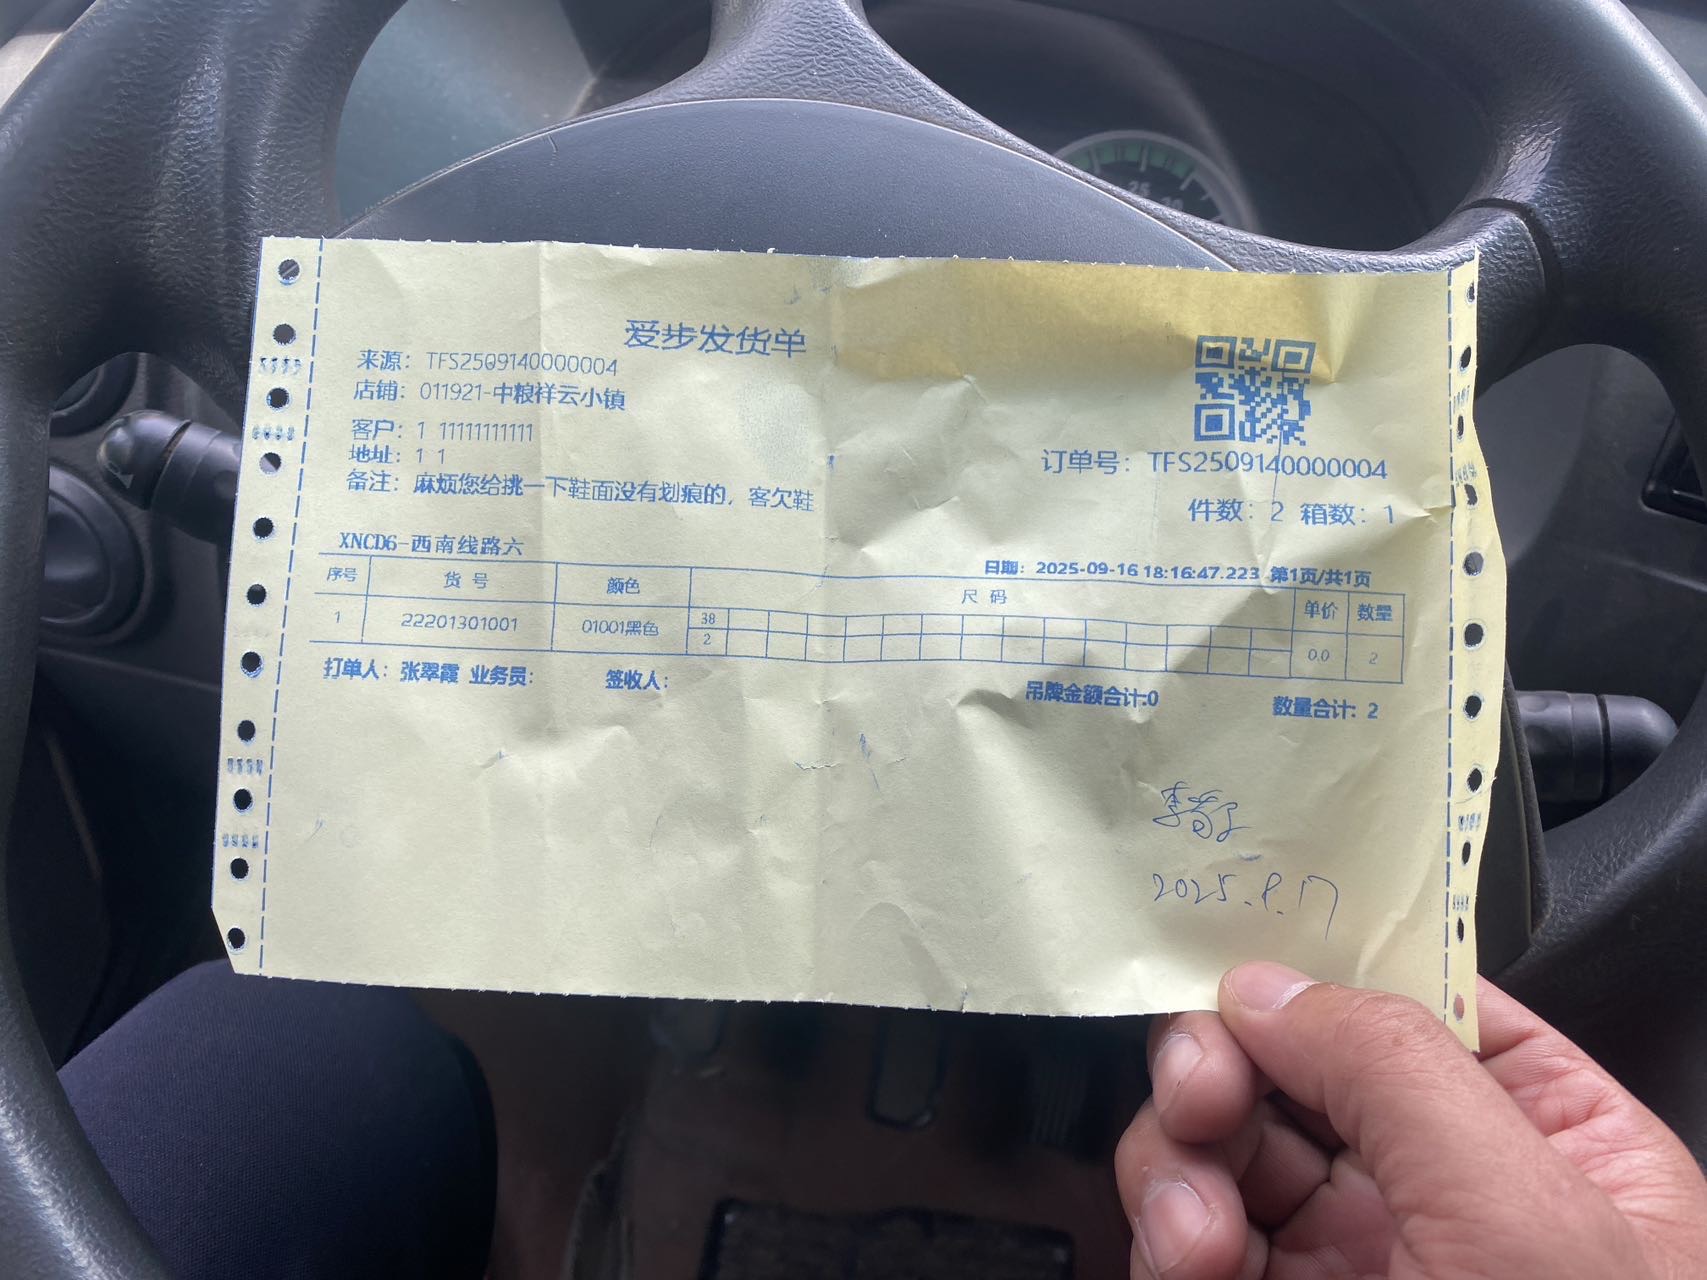 爱步发货单
来源：TFS2509140000004
店铺：011921-中粮祥云小镇
客户：1 11111111111
地址：1 1
备注：麻烦您给挑一下鞋面没有划痕的，客欠鞋
订单号：TFS2509140000004
件数：2 箱数：1
XNCD6-西南线路六
日期：2025-09-16 18:16:47.223 第1页/共1页
序号 货 号 颜色 尺 码 单价 数量
1 22201301001 01001黑色 38 0.0 2
2
打单人：张翠霞 业务员： 签收人： 吊牌金额合计:0 数量合计：2
2025.9.17
25